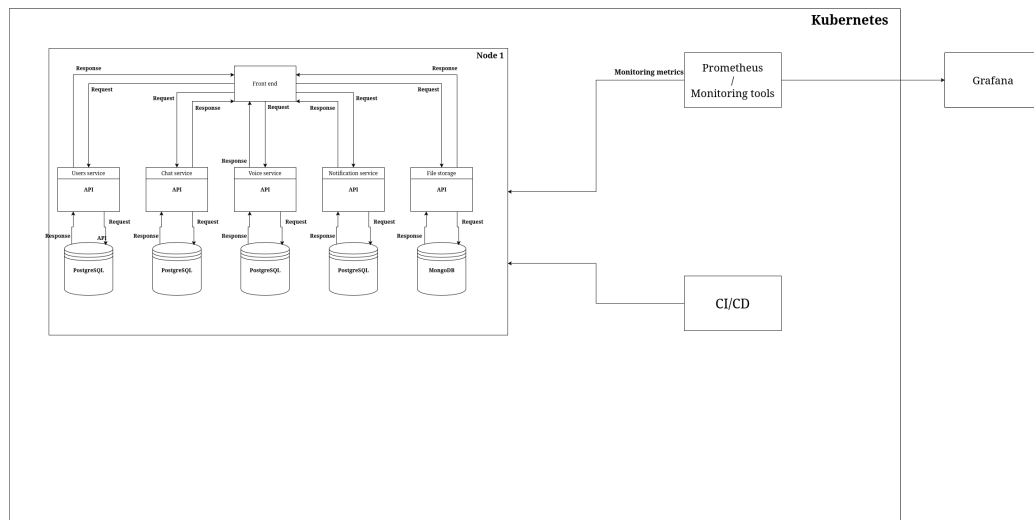 Kubernetes
Node 1
Response
Response
Front end
Request
Request
Request
Response
Request
Response
Request
Response
Users service
Chat service
Voice service
Notification service
File storage
API
API
API
API
API
Request
Request
Request
Request
Request
Response
API
Response
Response
Response
Response
PostgreSQL
PostgreSQL
PostgreSQL
PostgreSQL
MongoDB
Monitoring metrics
Prometheus
/
Monitoring tools
Grafana
CI/CD